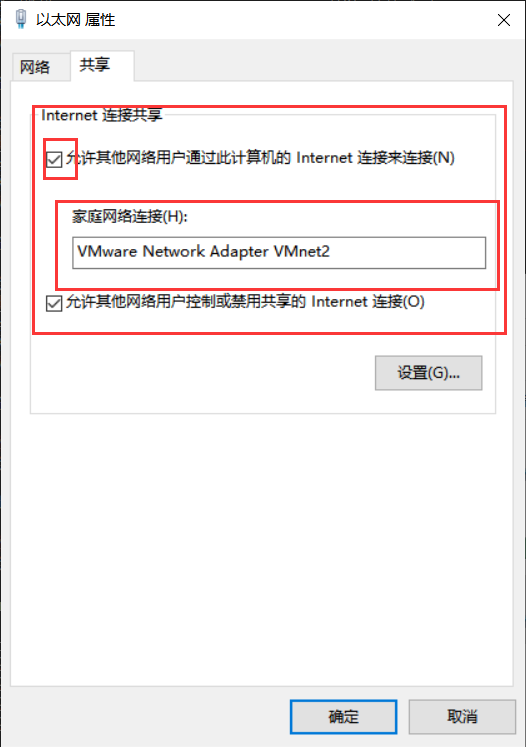 以太网 属性
网络
共享
Internet 连接共享
允许其他网络用户通过此计算机的 Internet 连接来连接(N)
家庭网络连接(H):
VMware Network Adapter VMnet2
允许其他网络用户控制或禁用共享的 Internet 连接(O)
设置(G)...
确定
取消